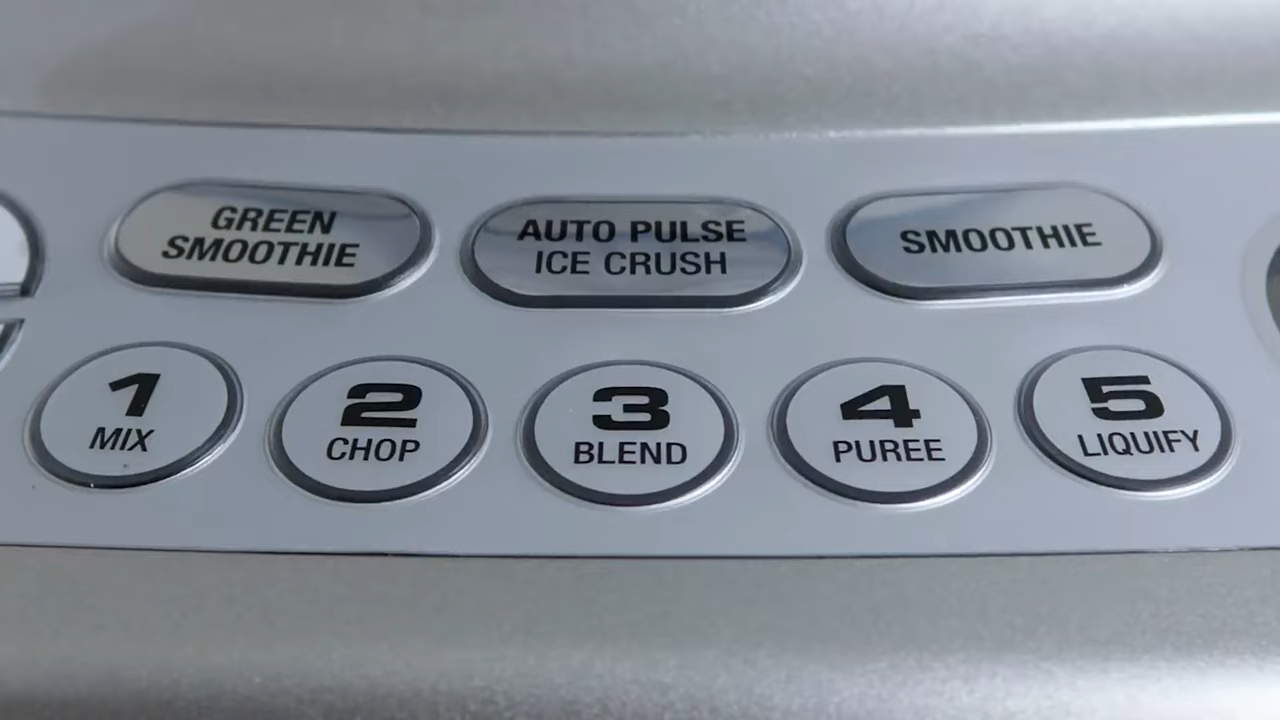 GREEN
SMOOTHIE
AUTO PULSE
ICE CRUSH
SMOOTHIE
1
MIX
2
CHOP
3
BLEND
4
PUREE
5
LIQUIFY